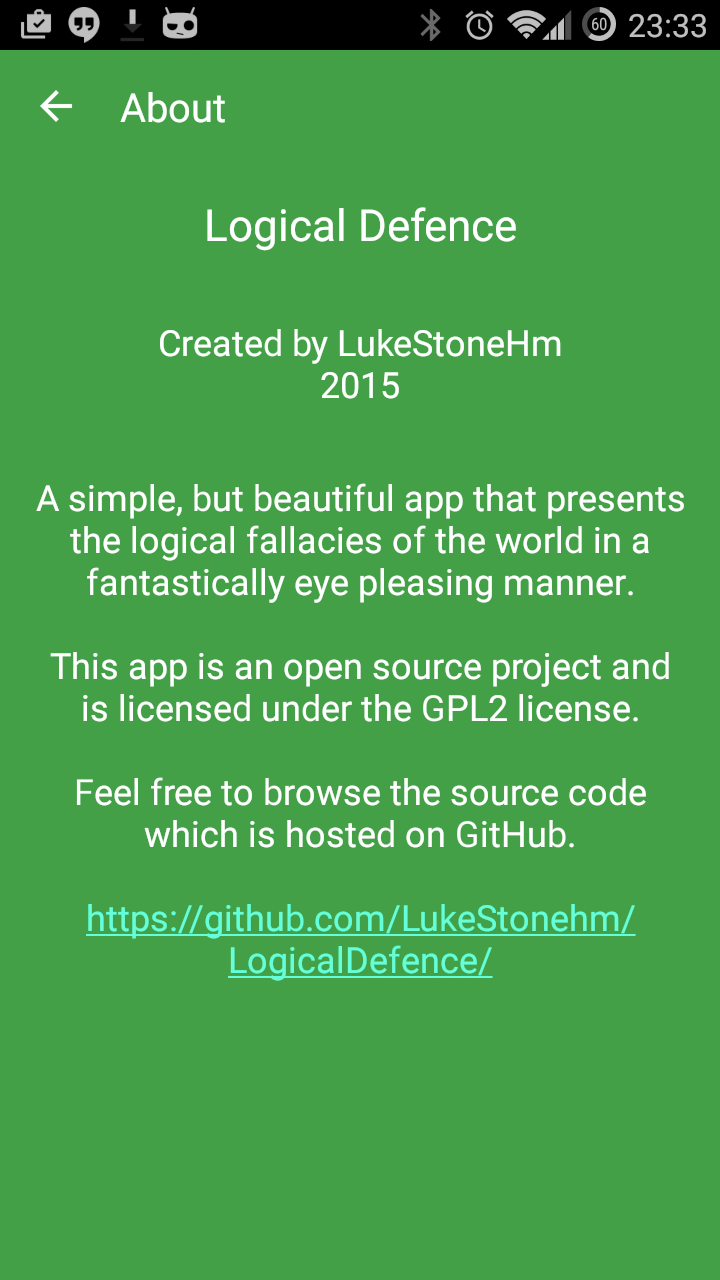 60 23:33
About
Logical Defence
Created by LukeStoneHm
2015
A simple, but beautiful app that presents
the logical fallacies of the world in a
fantastically eye pleasing manner.
This app is an open source project and
is licensed under the GPL2 license.
Feel free to browse the source code
which is hosted on GitHub.
https://github.com/LukeStonehm/
LogicalDefence/